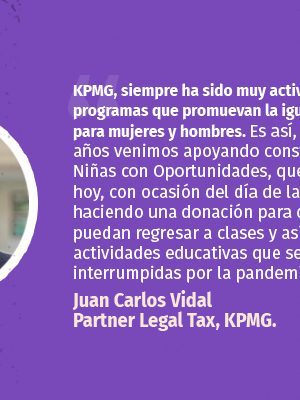 KPMG, siempre ha sido muy activ
programas que promuevan la igu
para mujeres y hombres. Es así,
años venimos apoyando cons
Niñas con Oportunidades, que
hoy, con ocasión del día de la
haciendo una donación para
puedan regresar a clases y as
actividades educativas que se
interrumpidas por la pandem
Juan Carlos Vidal
Partner Legal Tax, KPMG.